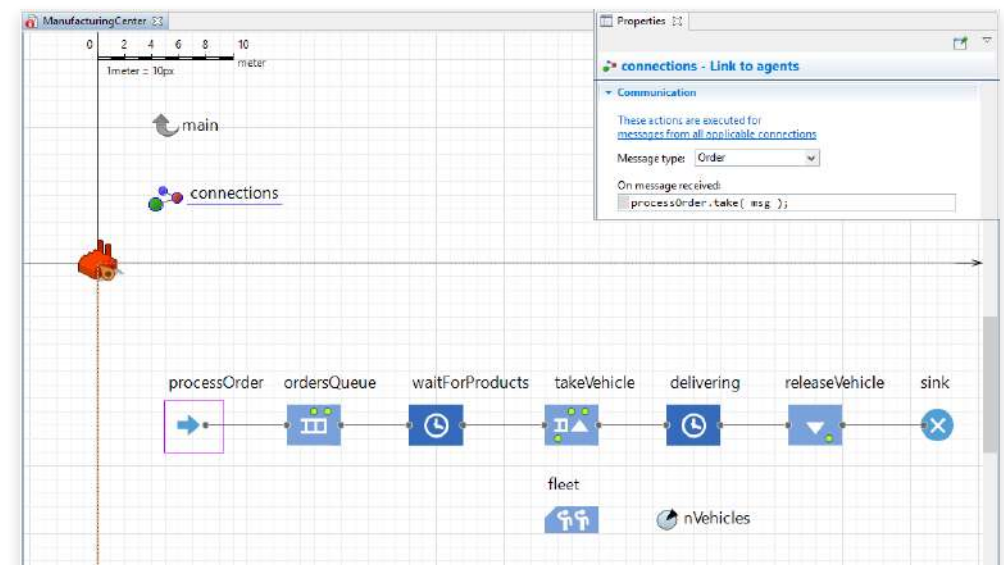 ManufacturingCenter
Properties
0 2 4 6 8 10
meter
1meter = 10px
connections - Link to agents
Communication
These actions are executed for
messages from all applicable connections
Message type: Order
On message received:
processOrder.take( msg );
main
connections
processOrder ordersQueue waitForProducts takeVehicle delivering releaseVehicle sink
fleet
nVehicles